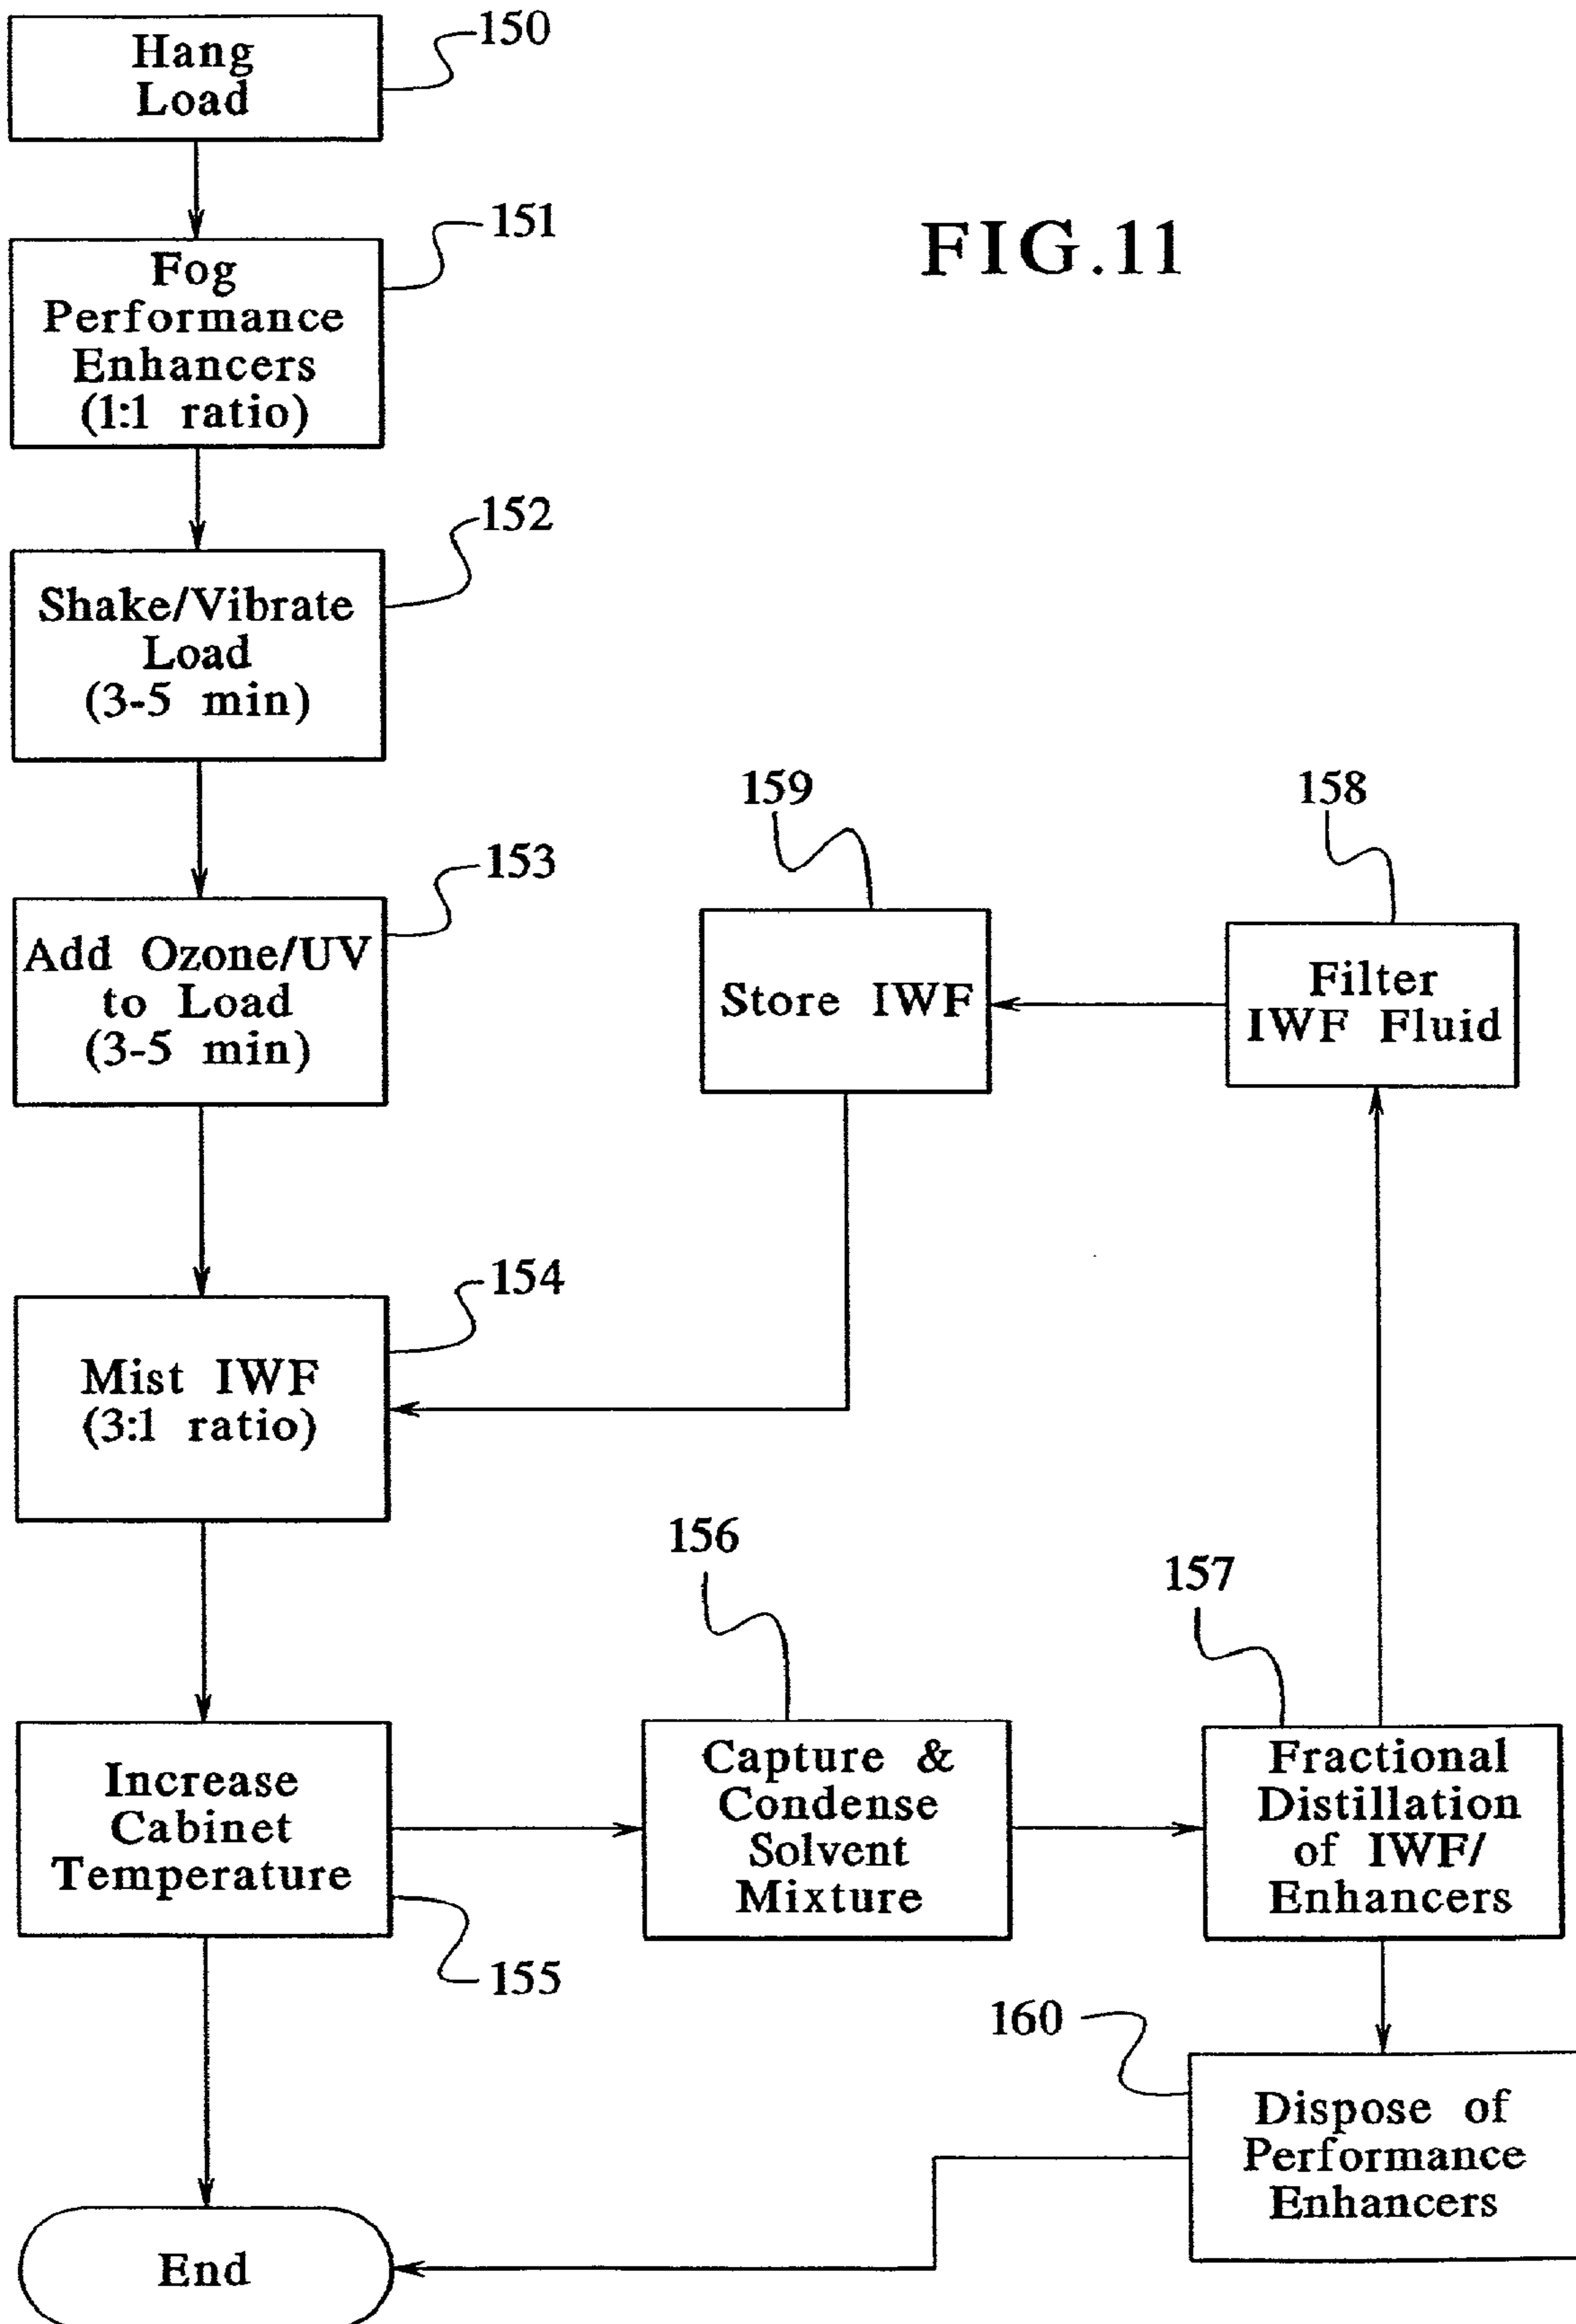 150
Hang
Load
151
FIG.11
Fog
Performance
Enhancers
(1:1 ratio)
152
Shake/Vibrate
Load
(3-5 min)
153
Add Ozone/UV
to Load
(3-5 min)
159
158
Store IWF
Filter
IWF Fluid
154
Mist IWF
(3:1 ratio)
156
157
Increase
Cabinet
Temperature
155
Capture &
Condense
Solvent
Mixture
Fractional
Distillation
of IWF/
Enhancers
160
Dispose of
Performance
Enhancers
End